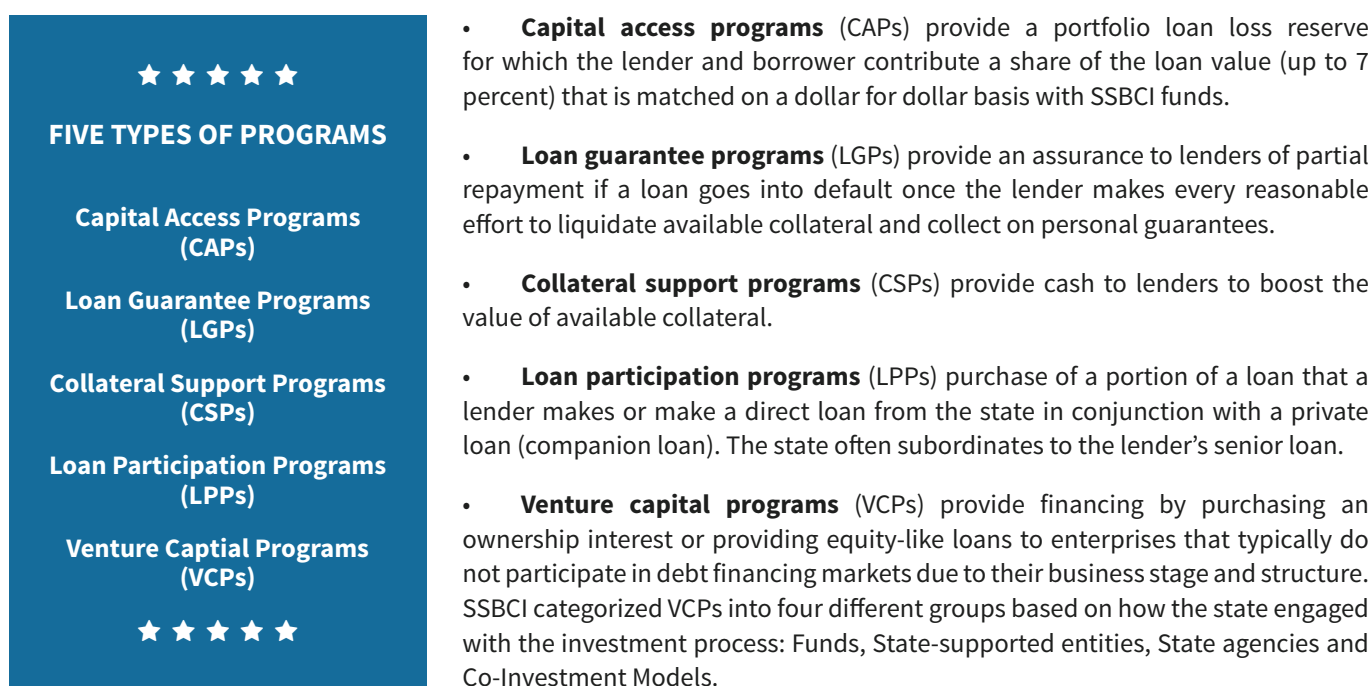 FIVE TYPES OF PROGRAMS
Capital Access Programs
(CAPs)
Loan Guarantee Programs
(LGPs)
Collateral Support Programs
(CSPs)
Loan Participation Programs
(LPPs)
Venture Captial Programs
(VCPs)
• Capital access programs (CAPs) provide a portfolio loan loss reserve
for which the lender and borrower contribute a share of the loan value (up to 7
percent) that is matched on a dollar for dollar basis with SSBCI funds.
• Loan guarantee programs (LGPs) provide an assurance to lenders of partial
repayment if a loan goes into default once the lender makes every reasonable
effort to liquidate available collateral and collect on personal guarantees.
• Collateral support programs (CSPs) provide cash to lenders to boost the
value of available collateral.
• Loan participation programs (LPPs) purchase of a portion of a loan that a
lender makes or make a direct loan from the state in conjunction with a private
loan (companion loan). The state often subordinates to the lender’s senior loan.
• Venture capital programs (VCPs) provide financing by purchasing an
ownership interest or providing equity-like loans to enterprises that typically do
not participate in debt financing markets due to their business stage and structure.
SSBCI categorized VCPs into four different groups based on how the state engaged
with the investment process: Funds, State-supported entities, State agencies and
Co-Investment Models.